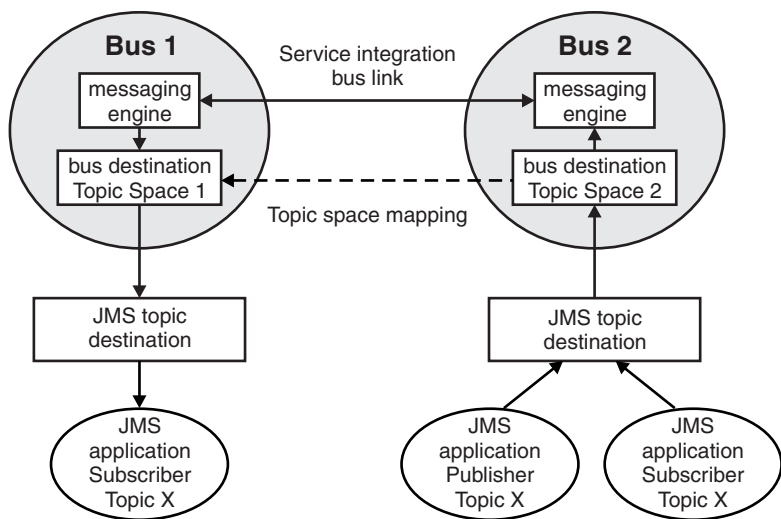 Bus 1
Service integration
bus link
Bus 2
messaging
engine
messaging
engine
bus destination
Topic Space 1
bus destination
Topic Space 2
Topic space mapping
JMS topic
destination
JMS topic
destination
JMS
application
Subscriber
Topic X
JMS
application
Publisher
Topic X
JMS
application
Subscriber
Topic X